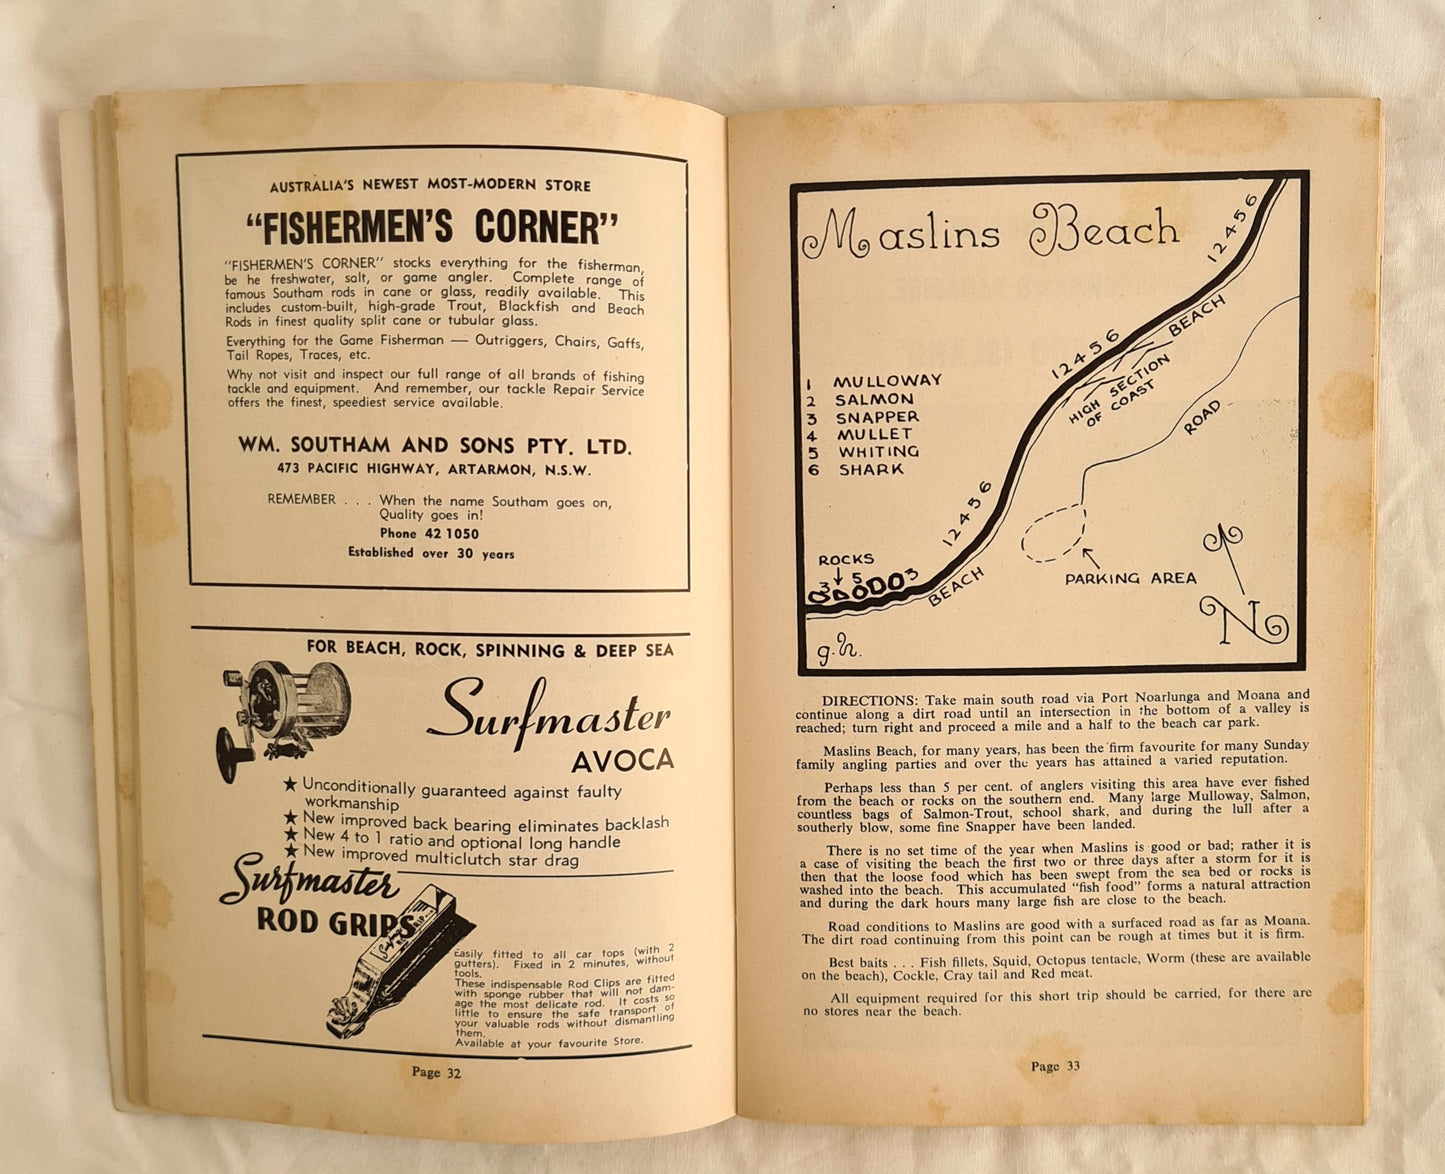 AUSTRALIA'S NEWEST MOST-MODERN STORE
"FISHERMEN'S CORNER"
"FISHERMEN'S CORNER" stocks everything for the fisherman,
be he freshwater, salt, or game angler. Complete range of
famous Southam rods in cane or glass, readily available. This
includes custom-built, high-grade Trout, Blackfish and Beach
Rods in finest quality split cane or tubular glass.
Everything for the Game Fisherman — Outriggers, Chairs, Gaffs,
Tail Ropes, Traces, etc.
Why not visit and inspect our full range of all brands of fishing
tackle and equipment. And remember, our tackle Repair Service
offers the finest, speediest service available.
WM. SOUTHAM AND SONS PTY. LTD.
473 PACIFIC HIGHWAY, ARTARMON, N.S.W.
REMEMBER . . . When the name Southam goes on,
Quality goes in!
Phone 42 1050
Established over 30 years
FOR BEACH, ROCK, SPINNING & DEEP SEA
Surfmaster
AVOCA
★ Unconditionally guaranteed against faulty
workmanship
★ New improved back bearing eliminates backlash
★ New 4 to 1 ratio and optional long handle
★ New improved multiclutch star drag
Surfmaster
ROD GRIPS
Easily fitted to all car tops (with 2
gutters). Fixed in 2 minutes, without
tools.
These indispensable Rod Clips are fitted
with sponge rubber that will not dam-
age the most delicate rod. It costs so
little to ensure the safe transport of
your valuable rods without dismantling
them.
Available at your favourite Store.
Page 32
Maslins Beach
1 2 4 5 6
BEACH
1 2 4 5 6
HIGH SECTION
OF COAST
ROAD
1 MULLOWAY
2 SALMON
3 SNAPPER
4 MULLET
5 WHITING
6 SHARK
1 2 4 5 6
ROCKS
3 5 3
BEACH
PARKING AREA
N
g.h.
DIRECTIONS: Take main south road via Port Noarlunga and Moana and
continue along a dirt road until an intersection in the bottom of a valley is
reached; turn right and proceed a mile and a half to the beach car park.
Maslins Beach, for many years, has been the firm favourite for many Sunday
family angling parties and over the years has attained a varied reputation.
Perhaps less than 5 per cent. of anglers visiting this area have ever fished
from the beach or rocks on the southern end. Many large Mulloway, Salmon,
countless bags of Salmon-Trout, school shark, and during the lull after a
southerly blow, some fine Snapper have been landed.
There is no set time of the year when Maslins is good or bad; rather it is
a case of visiting the beach the first two or three days after a storm for it is
then that the loose food which has been swept from the sea bed or rocks is
washed into the beach. This accumulated "fish food" forms a natural attraction
and during the dark hours many large fish are close to the beach.
Road conditions to Maslins are good with a surfaced road as far as Moana.
The dirt road continuing from this point can be rough at times but it is firm.
Best baits . . . Fish fillets, Squid, Octopus tentacle, Worm (these are available
on the beach), Cockle, Cray tail and Red meat.
All equipment required for this short trip should be carried, for there are
no stores near the beach.
Page 33